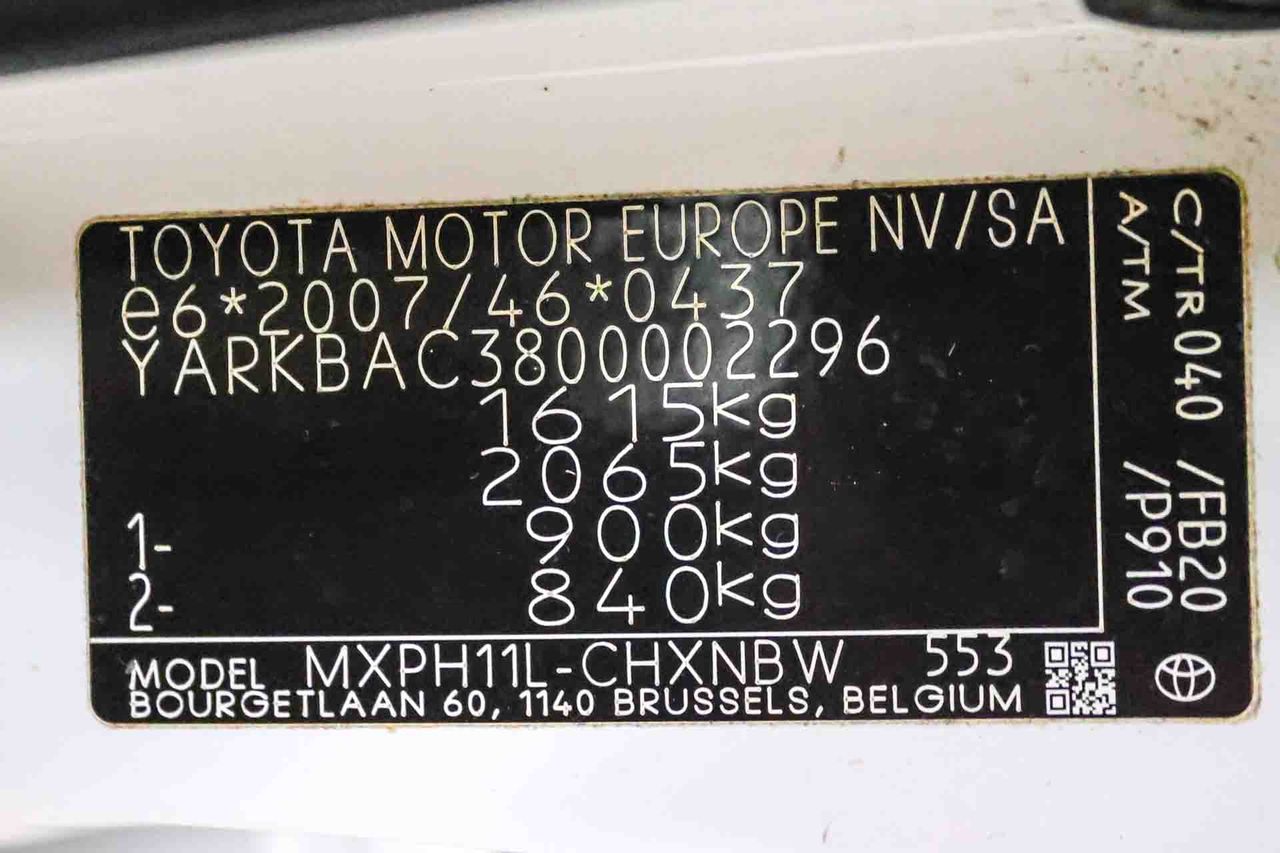 TOYOTA MOTOR EUROPE NV/SA
e6*2007/46*0437
YARKBAC3800002296
1615kg
2065kg
1- 900kg
2- 840kg
MODEL MXPH11L-CHXNBW 553
BOURGETLAAN 60, 1140 BRUSSELS, BELGIUM
C/TR 040 /FB20
A/TM /P910